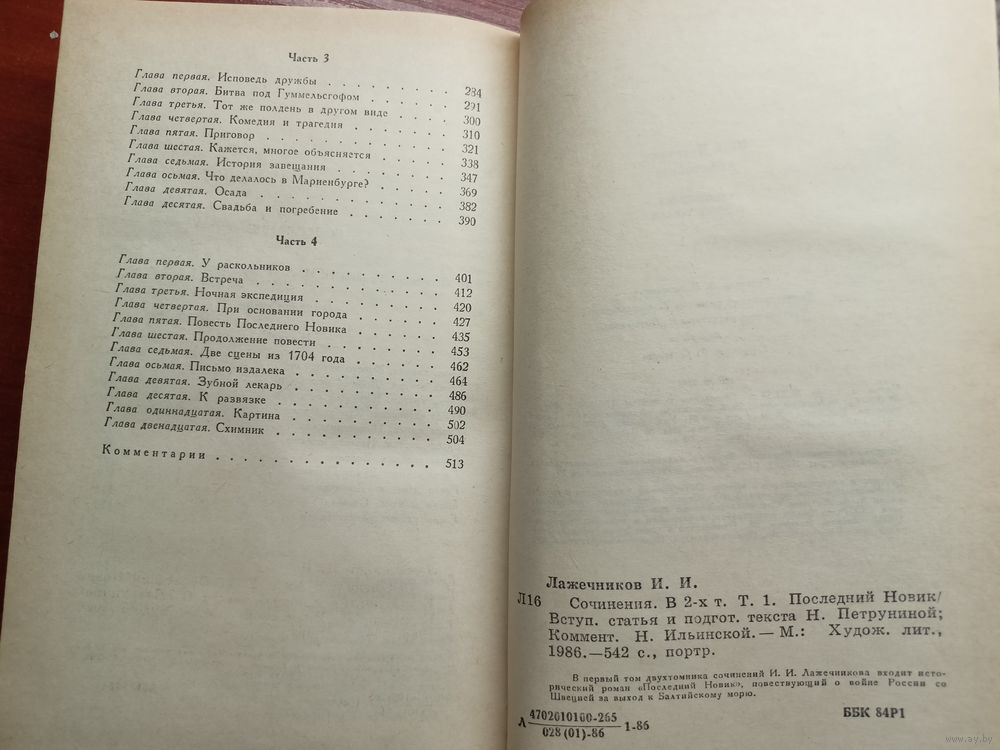 Часть 3
Глава первая. Исповедь дружбы . . . . . . . . 284
Глава вторая. Битва под Гуммельсгофом . . . . . . 291
Глава третья. Тот же полдень в другом виде . . . . 300
Глава четвертая. Комедия и трагедия . . . . . . . 310
Глава пятая. Приговор . . . . . . . . . . . 321
Глава шестая. Кажется, многое объясняется . . . . . 338
Глава седьмая. История завещания . . . . . . . . 347
Глава осьмая. Что делалось в Мариенбурге? . . . . . 369
Глава девятая. Осада . . . . . . . . . . . 382
Глава десятая. Свадьба и погребение . . . . . . . 390
Часть 4
Глава первая. У раскольников . . . . . . . . . 401
Глава вторая. Встреча . . . . . . . . . . . 412
Глава третья. Ночная экспедиция . . . . . . . . 420
Глава четвертая. При основании города . . . . . . 427
Глава пятая. Повесть Последнего Новика . . . . . . 435
Глава шестая. Продолжение повести . . . . . . . . 453
Глава седьмая. Две сцены из 1704 года . . . . . . 462
Глава осьмая. Письмо издалека . . . . . . . . . 464
Глава девятая. Зубной лекарь . . . . . . . . . 486
Глава десятая. К развязке . . . . . . . . . . 490
Глава одиннадцатая. Картина . . . . . . . . . 502
Глава двенадцатая. Схимник . . . . . . . . . . 504
Комментарии . . . . . . . . . . . . . . 513
Лажечников И. И.
Л16 Сочинения. В 2-х т. Т. 1. Последний Новик/
Вступ. статья и подгот. текста Н. Петруниной;
Коммент. Н. Ильинской.— М.: Худож. лит.,
1986.—542 с., портр.
В первый том двухтомника сочинений И. И. Лажечникова входит исто-
рический роман «Последний Новик», повествующий о войне России со
Швецией за выход к Балтийскому морю.
Л 4702010100-265
028 (01)-86 1-86
ББК 84Р1
ay.by